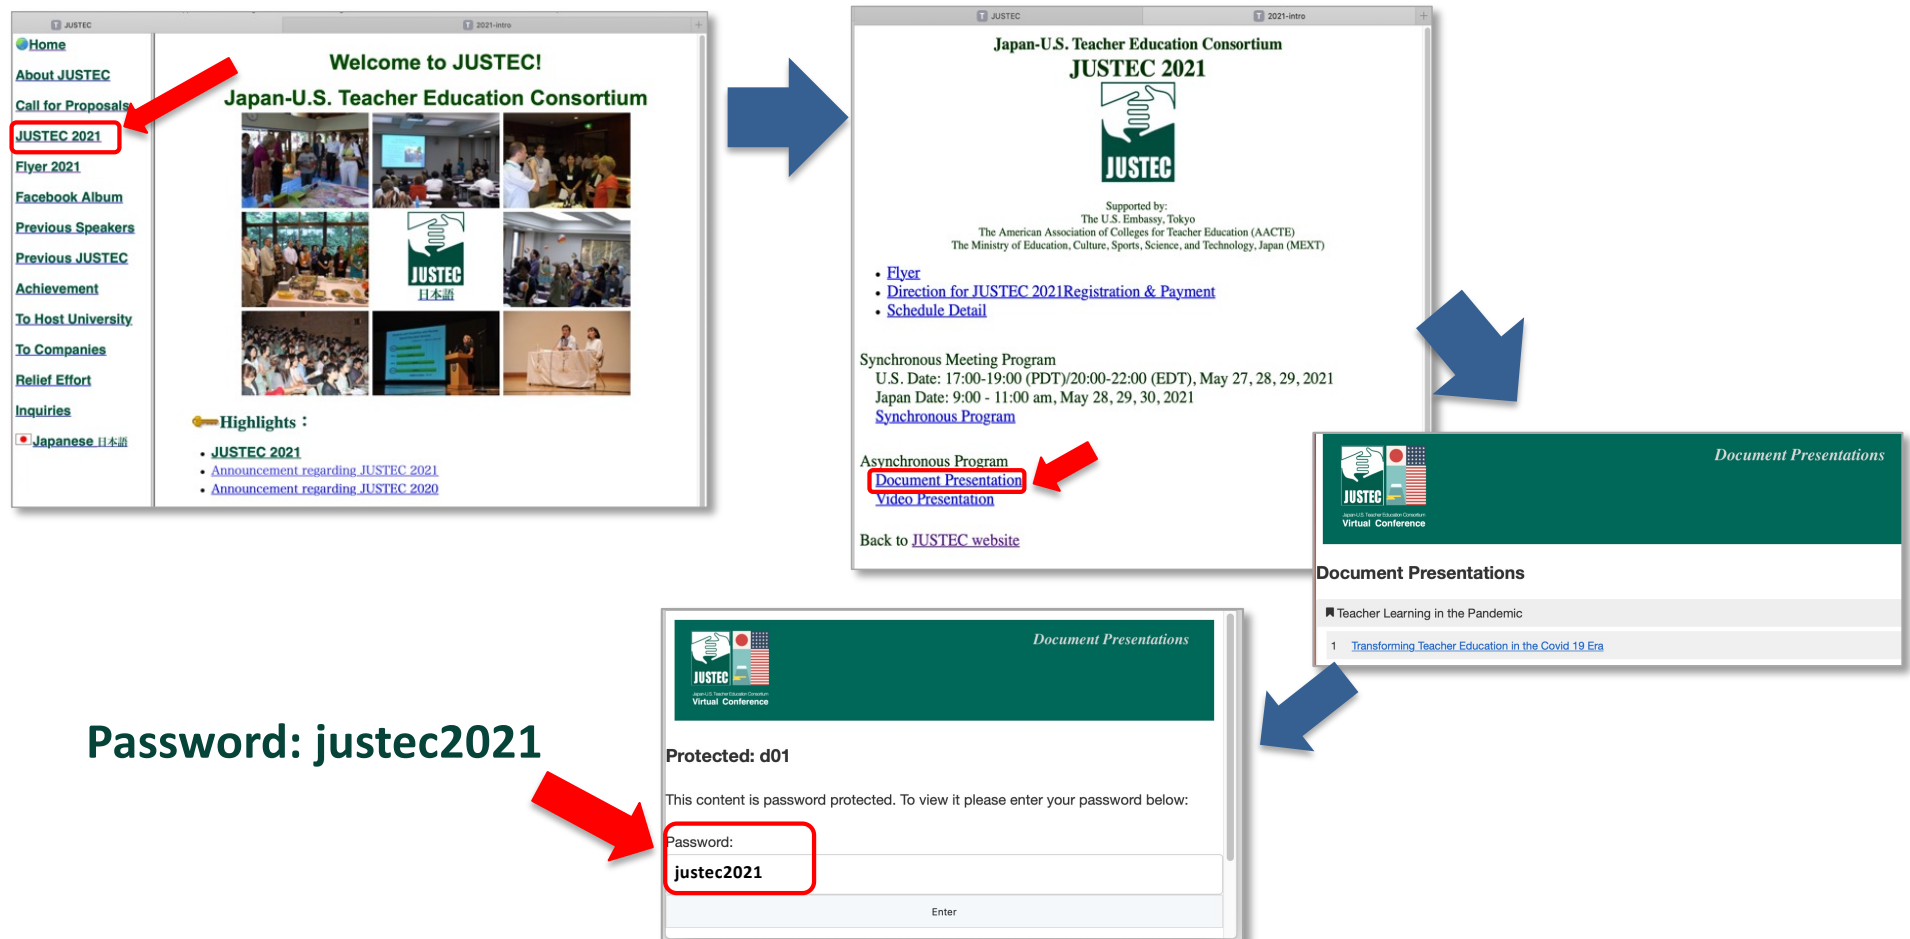 JUSTEC
2021-intro
Home
About JUSTEC
Call for Proposals
JUSTEC 2021
Flyer 2021
Facebook Album
Previous Speakers
Previous JUSTEC
Achievement
To Host University
To Companies
Relief Effort
Inquiries
Japanese 日本語
Welcome to JUSTEC!
Japan-U.S. Teacher Education Consortium
JUSTEC
日本語
Highlights：
• JUSTEC 2021
• Announcement regarding JUSTEC 2021
• Announcement regarding JUSTEC 2020
JUSTEC
2021-intro
Japan-U.S. Teacher Education Consortium
JUSTEC 2021
JUSTEC
Supported by:
The U.S. Embassy, Tokyo
The American Association of Colleges for Teacher Education (AACTE)
The Ministry of Education, Culture, Sports, Science, and Technology, Japan (MEXT)
• Flyer
• Direction for JUSTEC 2021Registration & Payment
• Schedule Detail
Synchronous Meeting Program
U.S. Date: 17:00-19:00 (PDT)/20:00-22:00 (EDT), May 27, 28, 29, 2021
Japan Date: 9:00 - 11:00 am, May 28, 29, 30, 2021
Synchronous Program
Asynchronous Program
Document Presentation
Video Presentation
Back to JUSTEC website
JUSTEC
Japan-U.S. Teacher Education Consortium
Virtual Conference
Document Presentations
Document Presentations
Teacher Learning in the Pandemic
1 Transforming Teacher Education in the Covid 19 Era
JUSTEC
Japan-U.S. Teacher Education Consortium
Virtual Conference
Document Presentations
Protected: d01
This content is password protected. To view it please enter your password below:
Password:
justec2021
Enter
Password: justec2021